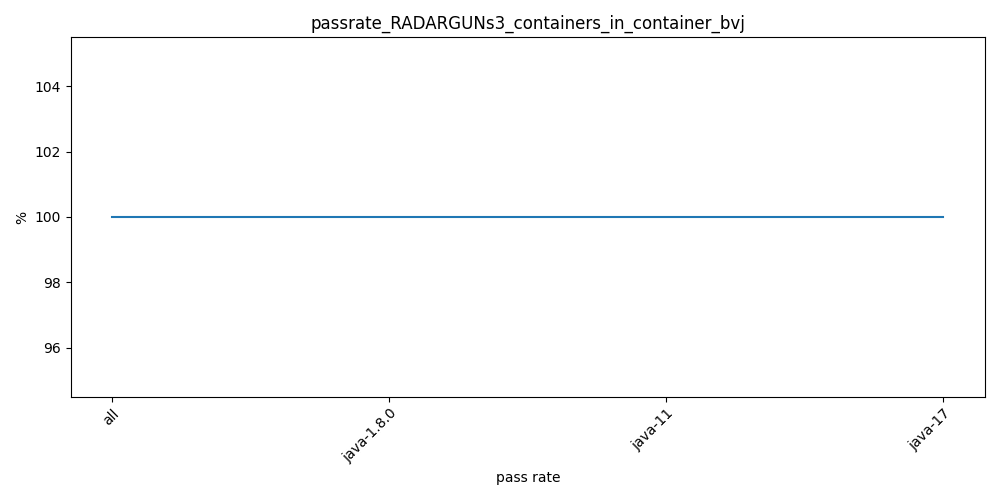 passrate_RADARGUNs3_containers_in_container_bvj
104
102
100
98
96
%
all
java-1.8.0
java-11
java-17
pass rate